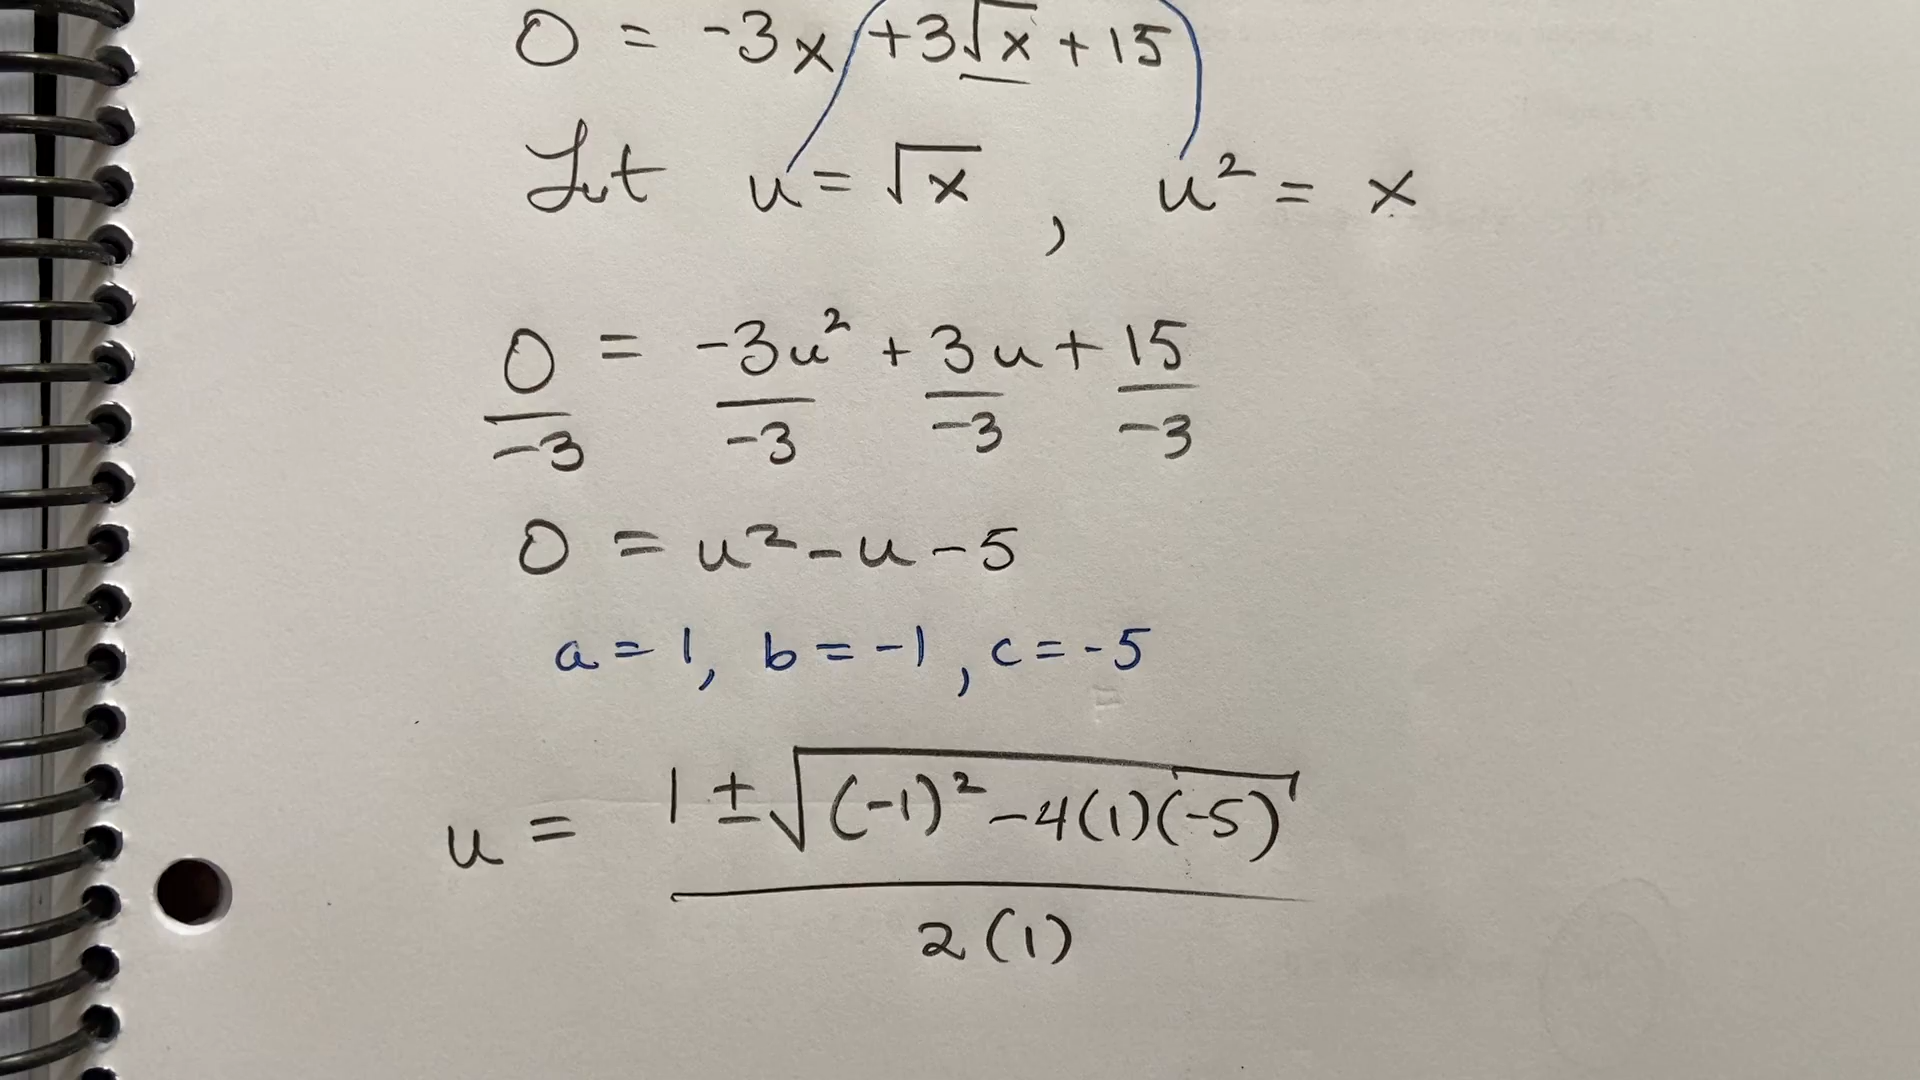 0 = -3x + 3√x + 15
Let u = √x , u² = x
0/-3 = -3u²/-3 + 3u/-3 + 15/-3
0 = u² - u - 5
a = 1, b = -1, c = -5
u = (1 ± √((-1)² - 4(1)(-5))) / 2(1)